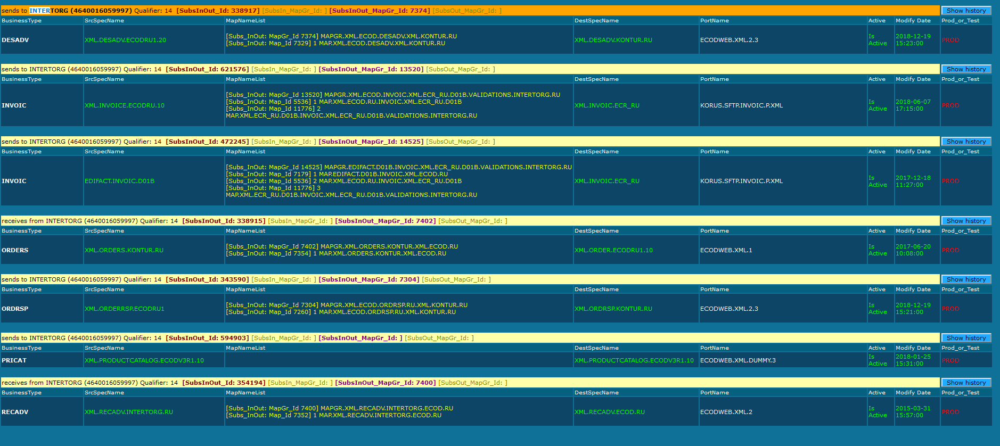 sends to INTERTORG (4640016059997) Qualifier: 14 [SubsInOut_Id: 338917] [SubsIn_MapGr_Id: ] [SubsInOut_MapGr_Id: 7374] [SubsOut_MapGr_Id: ] Show history
BusinessType SrcSpecName MapNameList DestSpecName PortName Active Modify Date Prod_or_Test
DESADV XML.DESADV.ECODRU1.20 [Subs_InOut: MapGr_Id 7374] MAPGR.XML.ECOD.DESADV.XML.KONTUR.RU XML.DESADV.KONTUR.RU ECODWEB.XML.2.3 Is 2018-12-19 PROD
[Subs_InOut: Map_Id 7329] 1 MAP.XML.ECOD.DESADV.XML.KONTUR.RU Active 15:23:00
sends to INTERTORG (4640016059997) Qualifier: 14 [SubsInOut_Id: 621576] [SubsIn_MapGr_Id: ] [SubsInOut_MapGr_Id: 13520] [SubsOut_MapGr_Id: ] Show history
BusinessType SrcSpecName MapNameList DestSpecName PortName Active Modify Date Prod_or_Test
[Subs_InOut: MapGr_Id 13520] MAPGR.XML.ECOD.INVOIC.XML.ECR_RU.D01B.VALIDATIONS.INTERTORG.RU
[Subs_InOut: Map_Id 5536] 1 MAP.XML.ECOD.RU.INVOIC.XML.ECR_RU.D01B Is 2018-06-07
INVOIC XML.INVOICE.ECODRU.10 [Subs_InOut: Map_Id 11776] 2 XML.INVOIC.ECR_RU KORUS.SFTP.INVOIC.P.XML Active 17:15:00 PROD
MAP.XML.ECR_RU.D01B.INVOIC.XML.ECR_RU.D01B.VALIDATIONS.INTERTORG.RU
sends to INTERTORG (4640016059997) Qualifier: 14 [SubsInOut_Id: 472245] [SubsIn_MapGr_Id: ] [SubsInOut_MapGr_Id: 14525] [SubsOut_MapGr_Id: ] Show history
BusinessType SrcSpecName MapNameList DestSpecName PortName Active Modify Date Prod_or_Test
[Subs_InOut: MapGr_Id 14525] MAPGR.EDIFACT.D01B.INVOIC.XML.ECR_RU.D01B.VALIDATIONS.INTERTORG.RU
[Subs_InOut: Map_Id 7179] 1 MAP.EDIFACT.D01B.INVOIC.XML.ECOD.RU Is 2017-12-18
INVOIC EDIFACT.INVOIC.D01B [Subs_InOut: Map_Id 5536] 2 MAP.XML.ECOD.RU.INVOIC.XML.ECR_RU.D01B XML.INVOIC.ECR_RU KORUS.SFTP.INVOIC.P.XML Active 11:27:00 PROD
[Subs_InOut: Map_Id 11776] 3
MAP.XML.ECR_RU.D01B.INVOIC.XML.ECR_RU.D01B.VALIDATIONS.INTERTORG.RU
receives from INTERTORG (4640016059997) Qualifier: 14 [SubsInOut_Id: 338915] [SubsIn_MapGr_Id: ] [SubsInOut_MapGr_Id: 7402] [SubsOut_MapGr_Id: ] Show history
BusinessType SrcSpecName MapNameList DestSpecName PortName Active Modify Date Prod_or_Test
ORDERS XML.ORDERS.KONTUR.RU [Subs_InOut: MapGr_Id 7402] MAPGR.XML.ORDERS.KONTUR.XML.ECOD.RU XML.ORDER.ECODRU1.10 ECODWEB.XML.1 Is 2017-06-20 PROD
[Subs_InOut: Map_Id 7354] 1 MAP.XML.ORDERS.KONTUR.XML.ECOD.RU Active 10:08:00
sends to INTERTORG (4640016059997) Qualifier: 14 [SubsInOut_Id: 343590] [SubsIn_MapGr_Id: ] [SubsInOut_MapGr_Id: 7304] [SubsOut_MapGr_Id: ] Show history
BusinessType SrcSpecName MapNameList DestSpecName PortName Active Modify Date Prod_or_Test
ORDRSP XML.ORDERRSP.ECODRU1 [Subs_InOut: MapGr_Id 7304] MAPGR.XML.ECOD.ORDRSP.RU.XML.KONTUR.RU XML.ORDRSP.KONTUR.RU ECODWEB.XML.2.3 Is 2018-12-19 PROD
[Subs_InOut: Map_Id 7260] 1 MAP.XML.ECOD.ORDRSP.RU.XML.KONTUR.RU Active 15:21:00
sends to INTERTORG (4640016059997) Qualifier: 14 [SubsInOut_Id: 594903] [SubsIn_MapGr_Id: ] [SubsInOut_MapGr_Id: ] [SubsOut_MapGr_Id: ] Show history
BusinessType SrcSpecName MapNameList DestSpecName PortName Active Modify Date Prod_or_Test
PRICAT XML.PRODUCTCATALOG.ECODV3R1.10 XML.PRODUCTCATALOG.ECODV3R1.10 ECODWEB.XML.DUMMY.3 Is 2018-01-25 PROD
Active 15:31:00
receives from INTERTORG (4640016059997) Qualifier: 14 [SubsInOut_Id: 354194] [SubsIn_MapGr_Id: ] [SubsInOut_MapGr_Id: 7400] [SubsOut_MapGr_Id: ] Show history
BusinessType SrcSpecName MapNameList DestSpecName PortName Active Modify Date Prod_or_Test
RECADV XML.RECADV.INTERTORG.RU [Subs_InOut: MapGr_Id 7400] MAPGR.XML.RECADV.INTERTORG.ECOD.RU XML.RECADV.ECOD.RU ECODWEB.XML.2 Is 2015-03-31 PROD
[Subs_InOut: Map_Id 7352] 1 MAP.XML.RECADV.INTERTORG.ECOD.RU Active 15:57:00